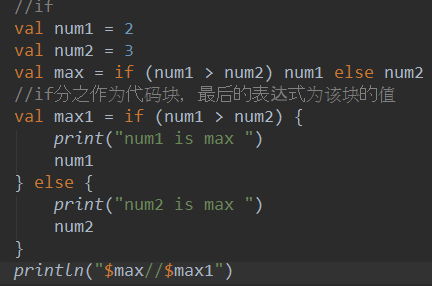 //if
val num1 = 2
val num2 = 3
val max = if (num1 > num2) num1 else num2
//if分之作为代码块，最后的表达式为该块的值
val max1 = if (num1 > num2) {
    print("num1 is max ")
    num1
} else {
    print("num2 is max ")
    num2
}
println("$max//$max1")